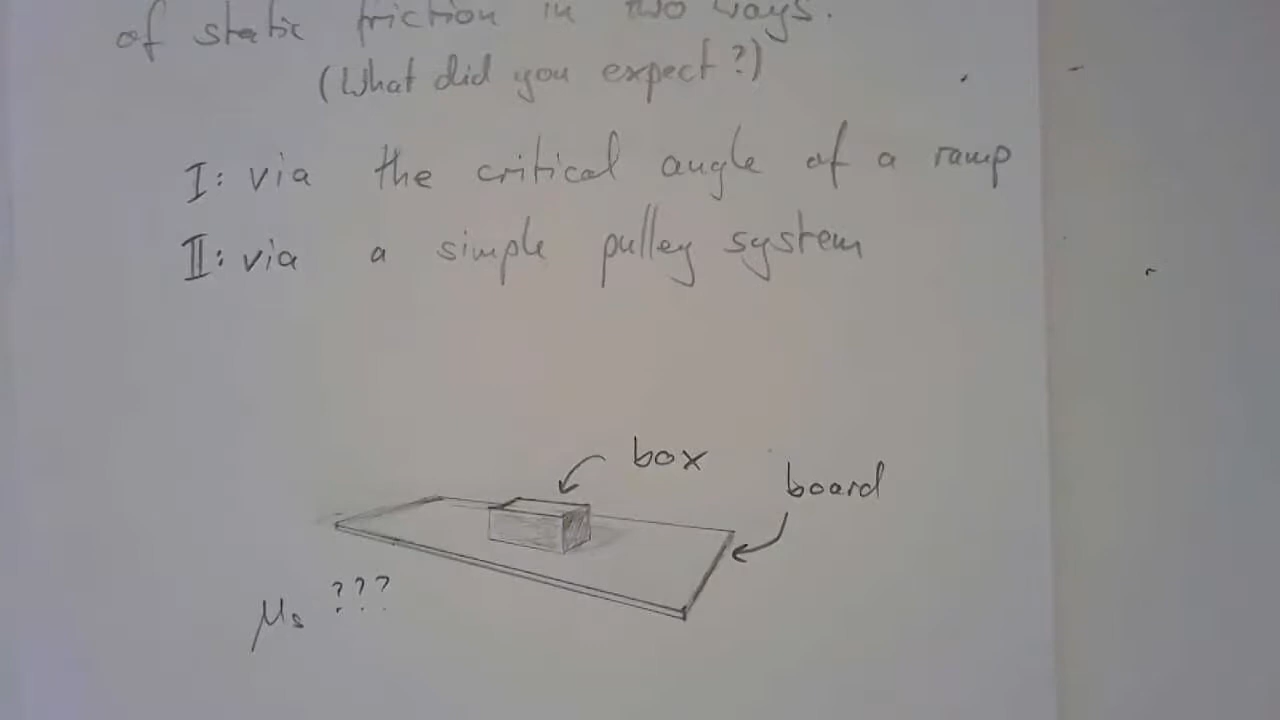 of static friction in two ways.
(What did you expect?)
I: via the critical angle of a ramp
II: via a simple pulley system
box
board
μs ???